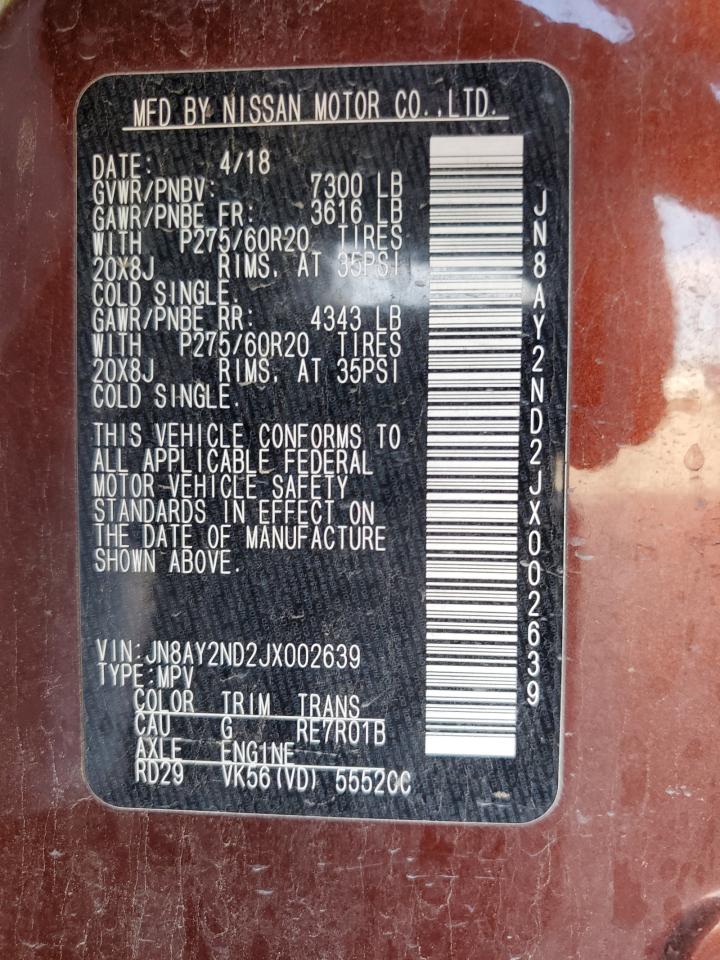 MFD BY NISSAN MOTOR CO.,LTD.
DATE: 4/18
GVWR/PNBV: 7300 LB
GAWR/PNBE FR: 3616 LB
WITH P275/60R20 TIRES
20X8J RIMS, AT 35PSI
COLD SINGLE.
GAWR/PNBE RR: 4343 LB
WITH P275/60R20 TIRES
20X8J RIMS, AT 35PSI
COLD SINGLE.
THIS VEHICLE CONFORMS TO
ALL APPLICABLE FEDERAL
MOTOR VEHICLE SAFETY
STANDARDS IN EFFECT ON
THE DATE OF MANUFACTURE
SHOWN ABOVE.
VIN:JN8AY2ND2JX002639
TYPE:MPV
COLOR TRIM TRANS
CAU G RE7R01B
AXLE ENGINE
RD29 VK56(VD) 5552CC
JN8AY2ND2JX002639